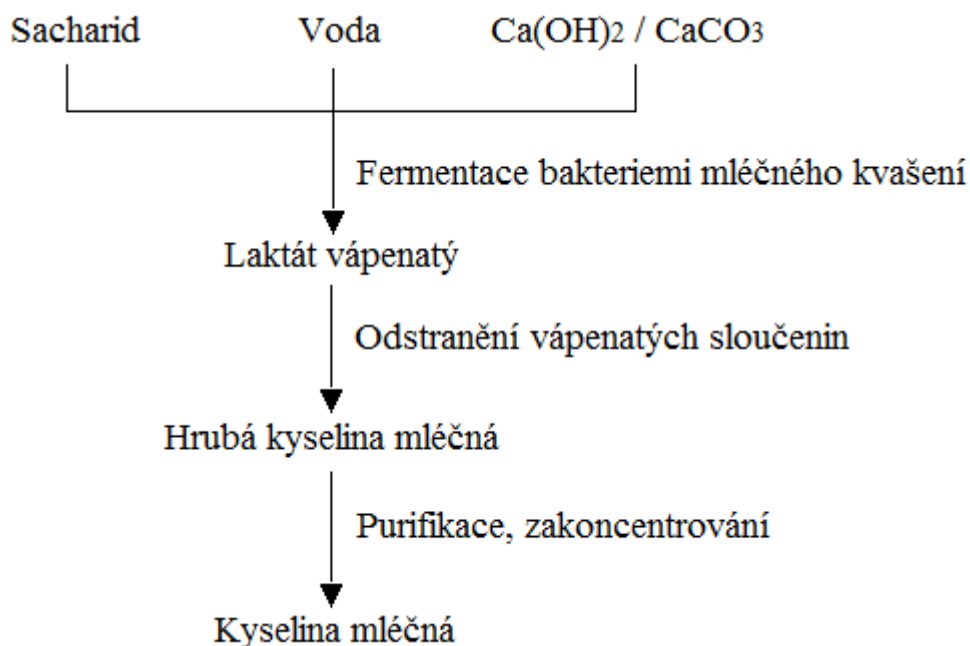 Sacharid Voda Ca(OH)2 / CaCO3
Fermentace bakteriemi mléčného kvašení
Laktát vápenatý
Odstranění vápenatých sloučenin
Hrubá kyselina mléčná
Purifikace, zakoncentrování
Kyselina mléčná